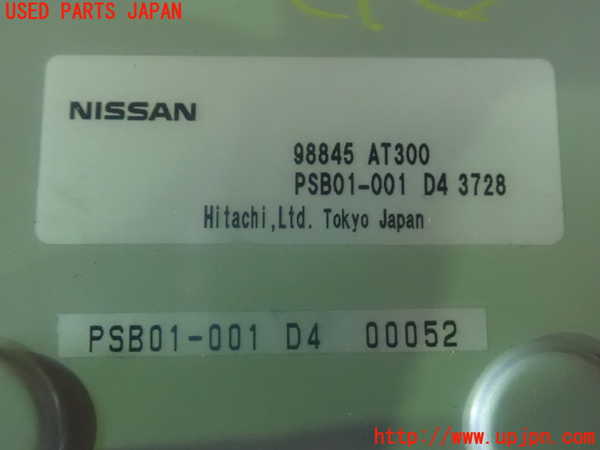 USED PARTS JAPAN
NISSAN
98845 AT300
PSB01-001 D4 3728
Hitachi,Ltd. Tokyo Japan
PSB01-001 D4 00052
http://www.upjpn.com